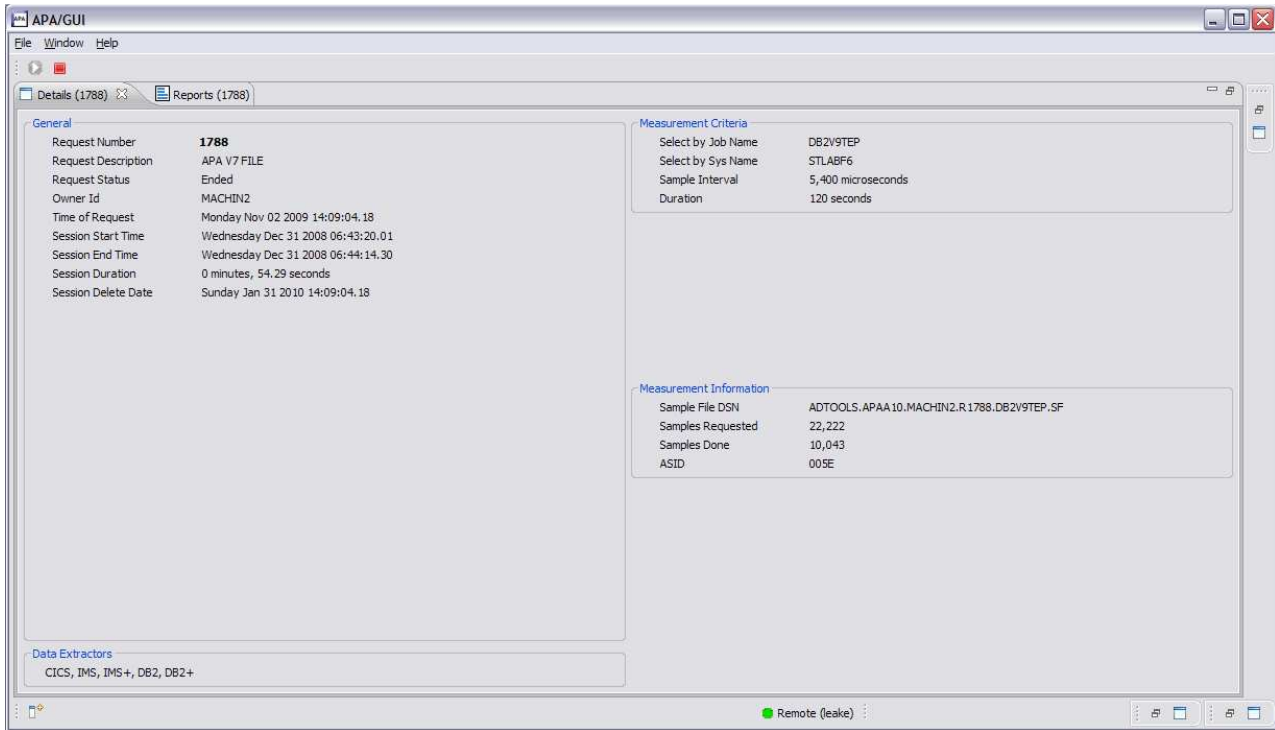 APA/GUI
File Window Help
Details (1788) Reports (1788)
General
Request Number 1788
Request Description APA V7 FILE
Request Status Ended
Owner Id MACHIN2
Time of Request Monday Nov 02 2009 14:09:04.18
Session Start Time Wednesday Dec 31 2008 06:43:20.01
Session End Time Wednesday Dec 31 2008 06:44:14.30
Session Duration 0 minutes, 54.29 seconds
Session Delete Date Sunday Jan 31 2010 14:09:04.18
Data Extractors
CICS, IMS, IMS+, DB2, DB2+
Measurement Criteria
Select by Job Name DB2V9TEP
Select by Sys Name STLABF6
Sample Interval 5,400 microseconds
Duration 120 seconds
Measurement Information
Sample File DSN ADTOOLS.APAA10.MACHIN2.R1788.DB2V9TEP.SF
Samples Requested 22,222
Samples Done 10,043
ASID 005E
Remote (leake)